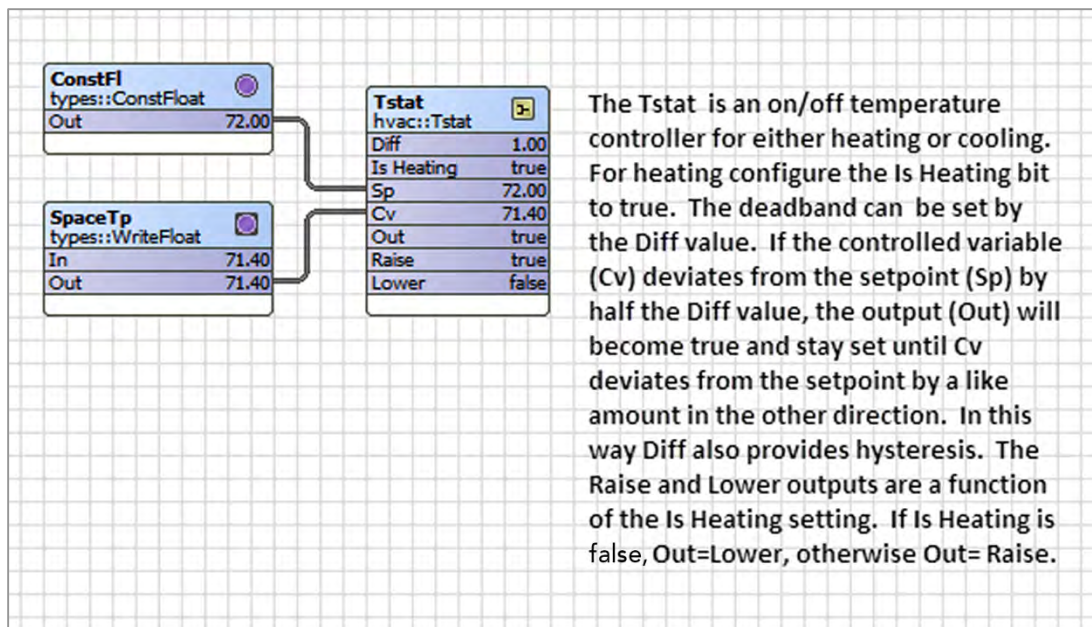 ConstFl
types::ConstFloat
Out 72.00
SpaceTp
types::WriteFloat
In 71.40
Out 71.40
Tstat
hvac::Tstat
Diff 1.00
Is Heating true
Sp 72.00
Cv 71.40
Out true
Raise true
Lower false
The Tstat is an on/off temperature
controller for either heating or cooling.
For heating configure the Is Heating bit
to true. The deadband can be set by
the Diff value. If the controlled variable
(Cv) deviates from the setpoint (Sp) by
half the Diff value, the output (Out) will
become true and stay set until Cv
deviates from the setpoint by a like
amount in the other direction. In this
way Diff also provides hysteresis. The
Raise and Lower outputs are a function
of the Is Heating setting. If Is Heating is
false, Out=Lower, otherwise Out= Raise.